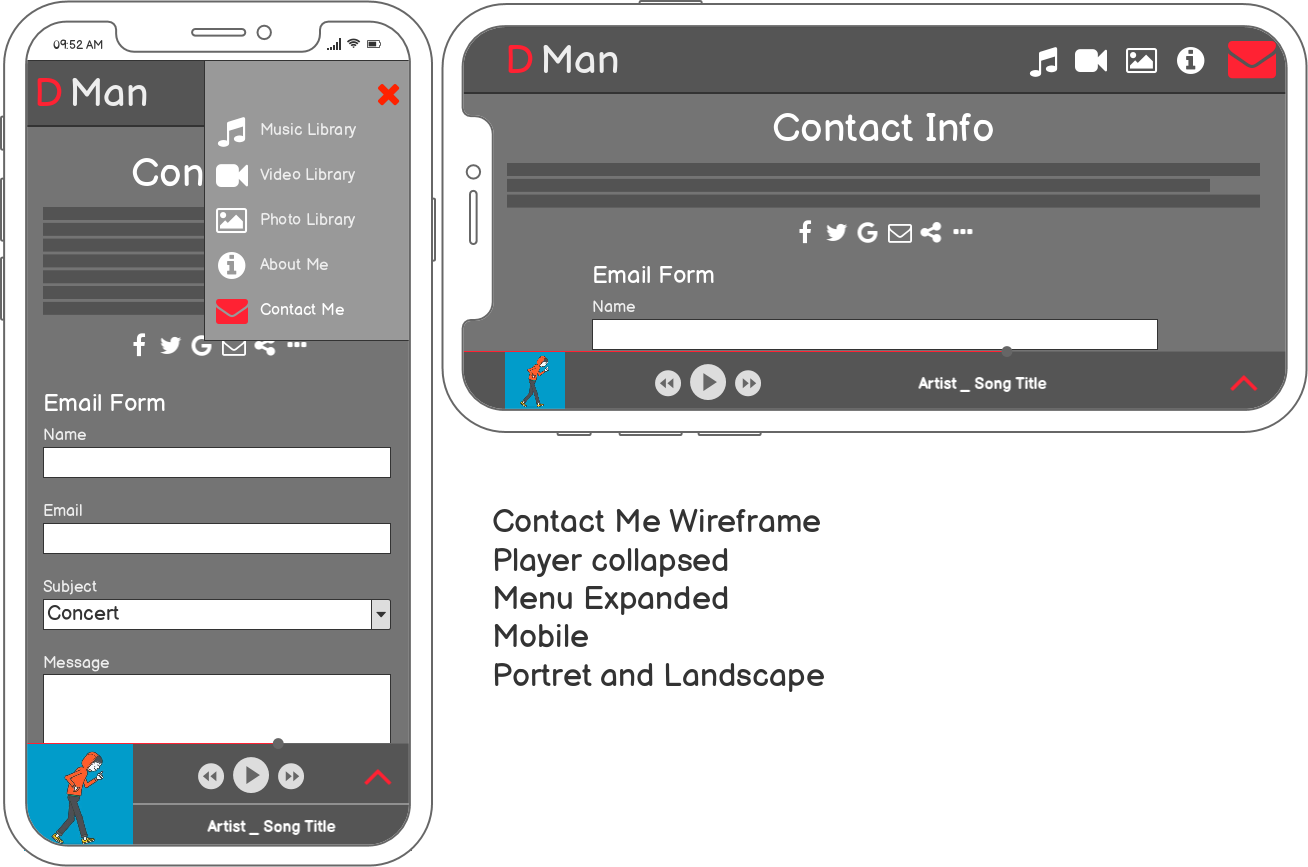 09:52 AM
D Man
Con
Music Library
Video Library
Photo Library
About Me
Contact Me
Email Form
Name
Email
Subject
Concert
Message
Artist _ Song Title
D Man
Contact Info
Email Form
Name
Artist _ Song Title
Contact Me Wireframe
Player collapsed
Menu Expanded
Mobile
Portret and Landscape